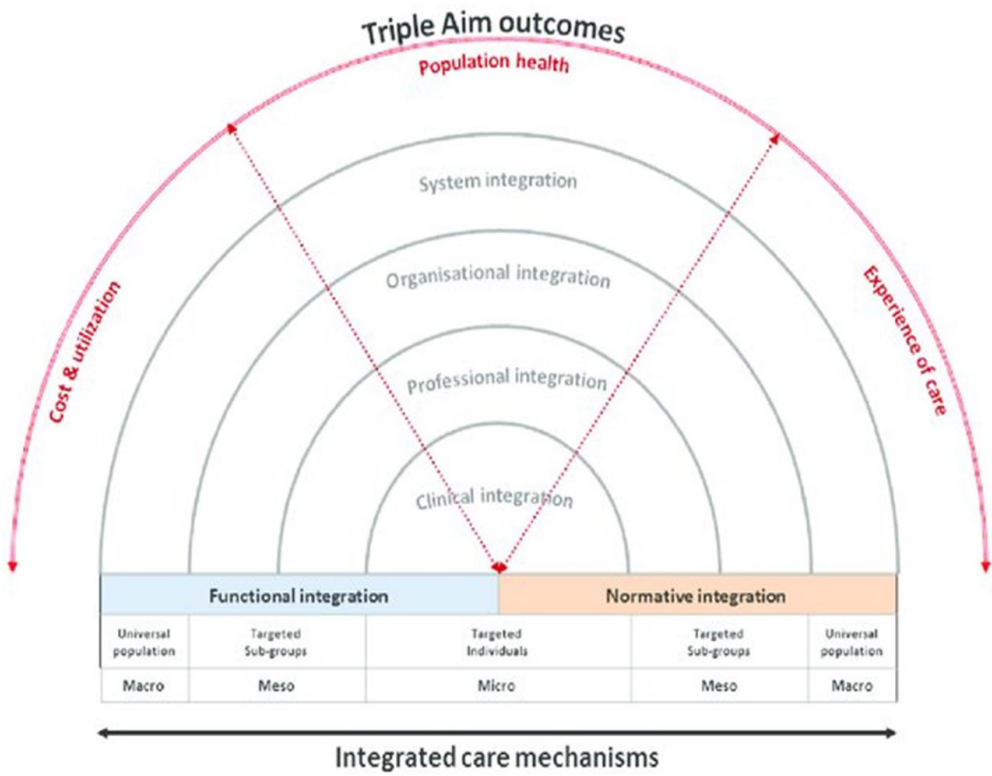 Triple Aim outcomes
Population health
Cost & utilization
Experience of care
System integration
Organisational integration
Professional integration
Clinical integration
Functional integration
Normative integration
Universal
population
Targeted
Sub-groups
Targeted
Individuals
Targeted
Sub-groups
Universal
population
Macro
Meso
Micro
Meso
Macro
Integrated care mechanisms